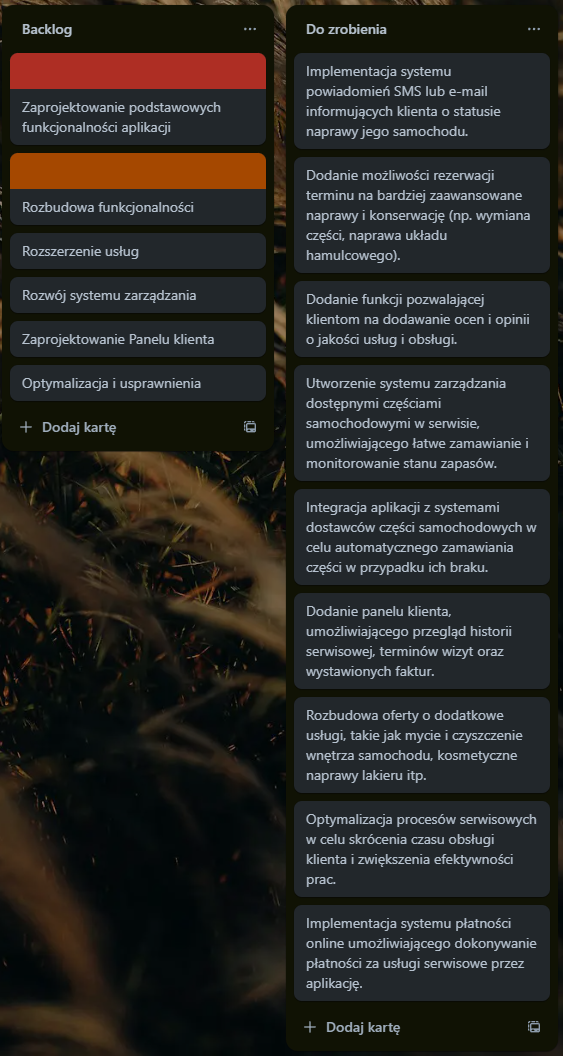 Backlog
Zaprojektowanie podstawowych
funkcjonalności aplikacji
Rozbudowa funkcjonalności
Rozszerzenie usług
Rozwój systemu zarządzania
Zaprojektowanie Panelu klienta
Optymalizacja i usprawnienia
Dodaj kartę
Do zrobienia
Implementacja systemu
powiadomień SMS lub e-mail
informujących klienta o statusie
naprawy jego samochodu.
Dodanie możliwości rezerwacji
terminu na bardziej zaawansowane
naprawy i konserwację (np. wymiana
części, naprawa układu
hamulcowego).
Dodanie funkcji pozwalającej
klientom na dodawanie ocen i opinii
o jakości usług i obsługi.
Utworzenie systemu zarządzania
dostępnymi częściami
samochodowymi w serwisie,
umożliwiającego łatwe zamawianie i
monitorowanie stanu zapasów.
Integracja aplikacji z systemami
dostawców części samochodowych w
celu automatycznego zamawiania
części w przypadku ich braku.
Dodanie panelu klienta,
umożliwiającego przegląd historii
serwisowej, terminów wizyt oraz
wystawionych faktur.
Rozbudowa oferty o dodatkowe
usługi, takie jak mycie i czyszczenie
wnętrza samochodu, kosmetyczne
naprawy lakieru itp.
Optymalizacja procesów serwisowych
w celu skrócenia czasu obsługi
klienta i zwiększenia efektywności
prac.
Implementacja systemu płatności
online umożliwiającego dokonywanie
płatności za usługi serwisowe przez
aplikację.
Dodaj kartę